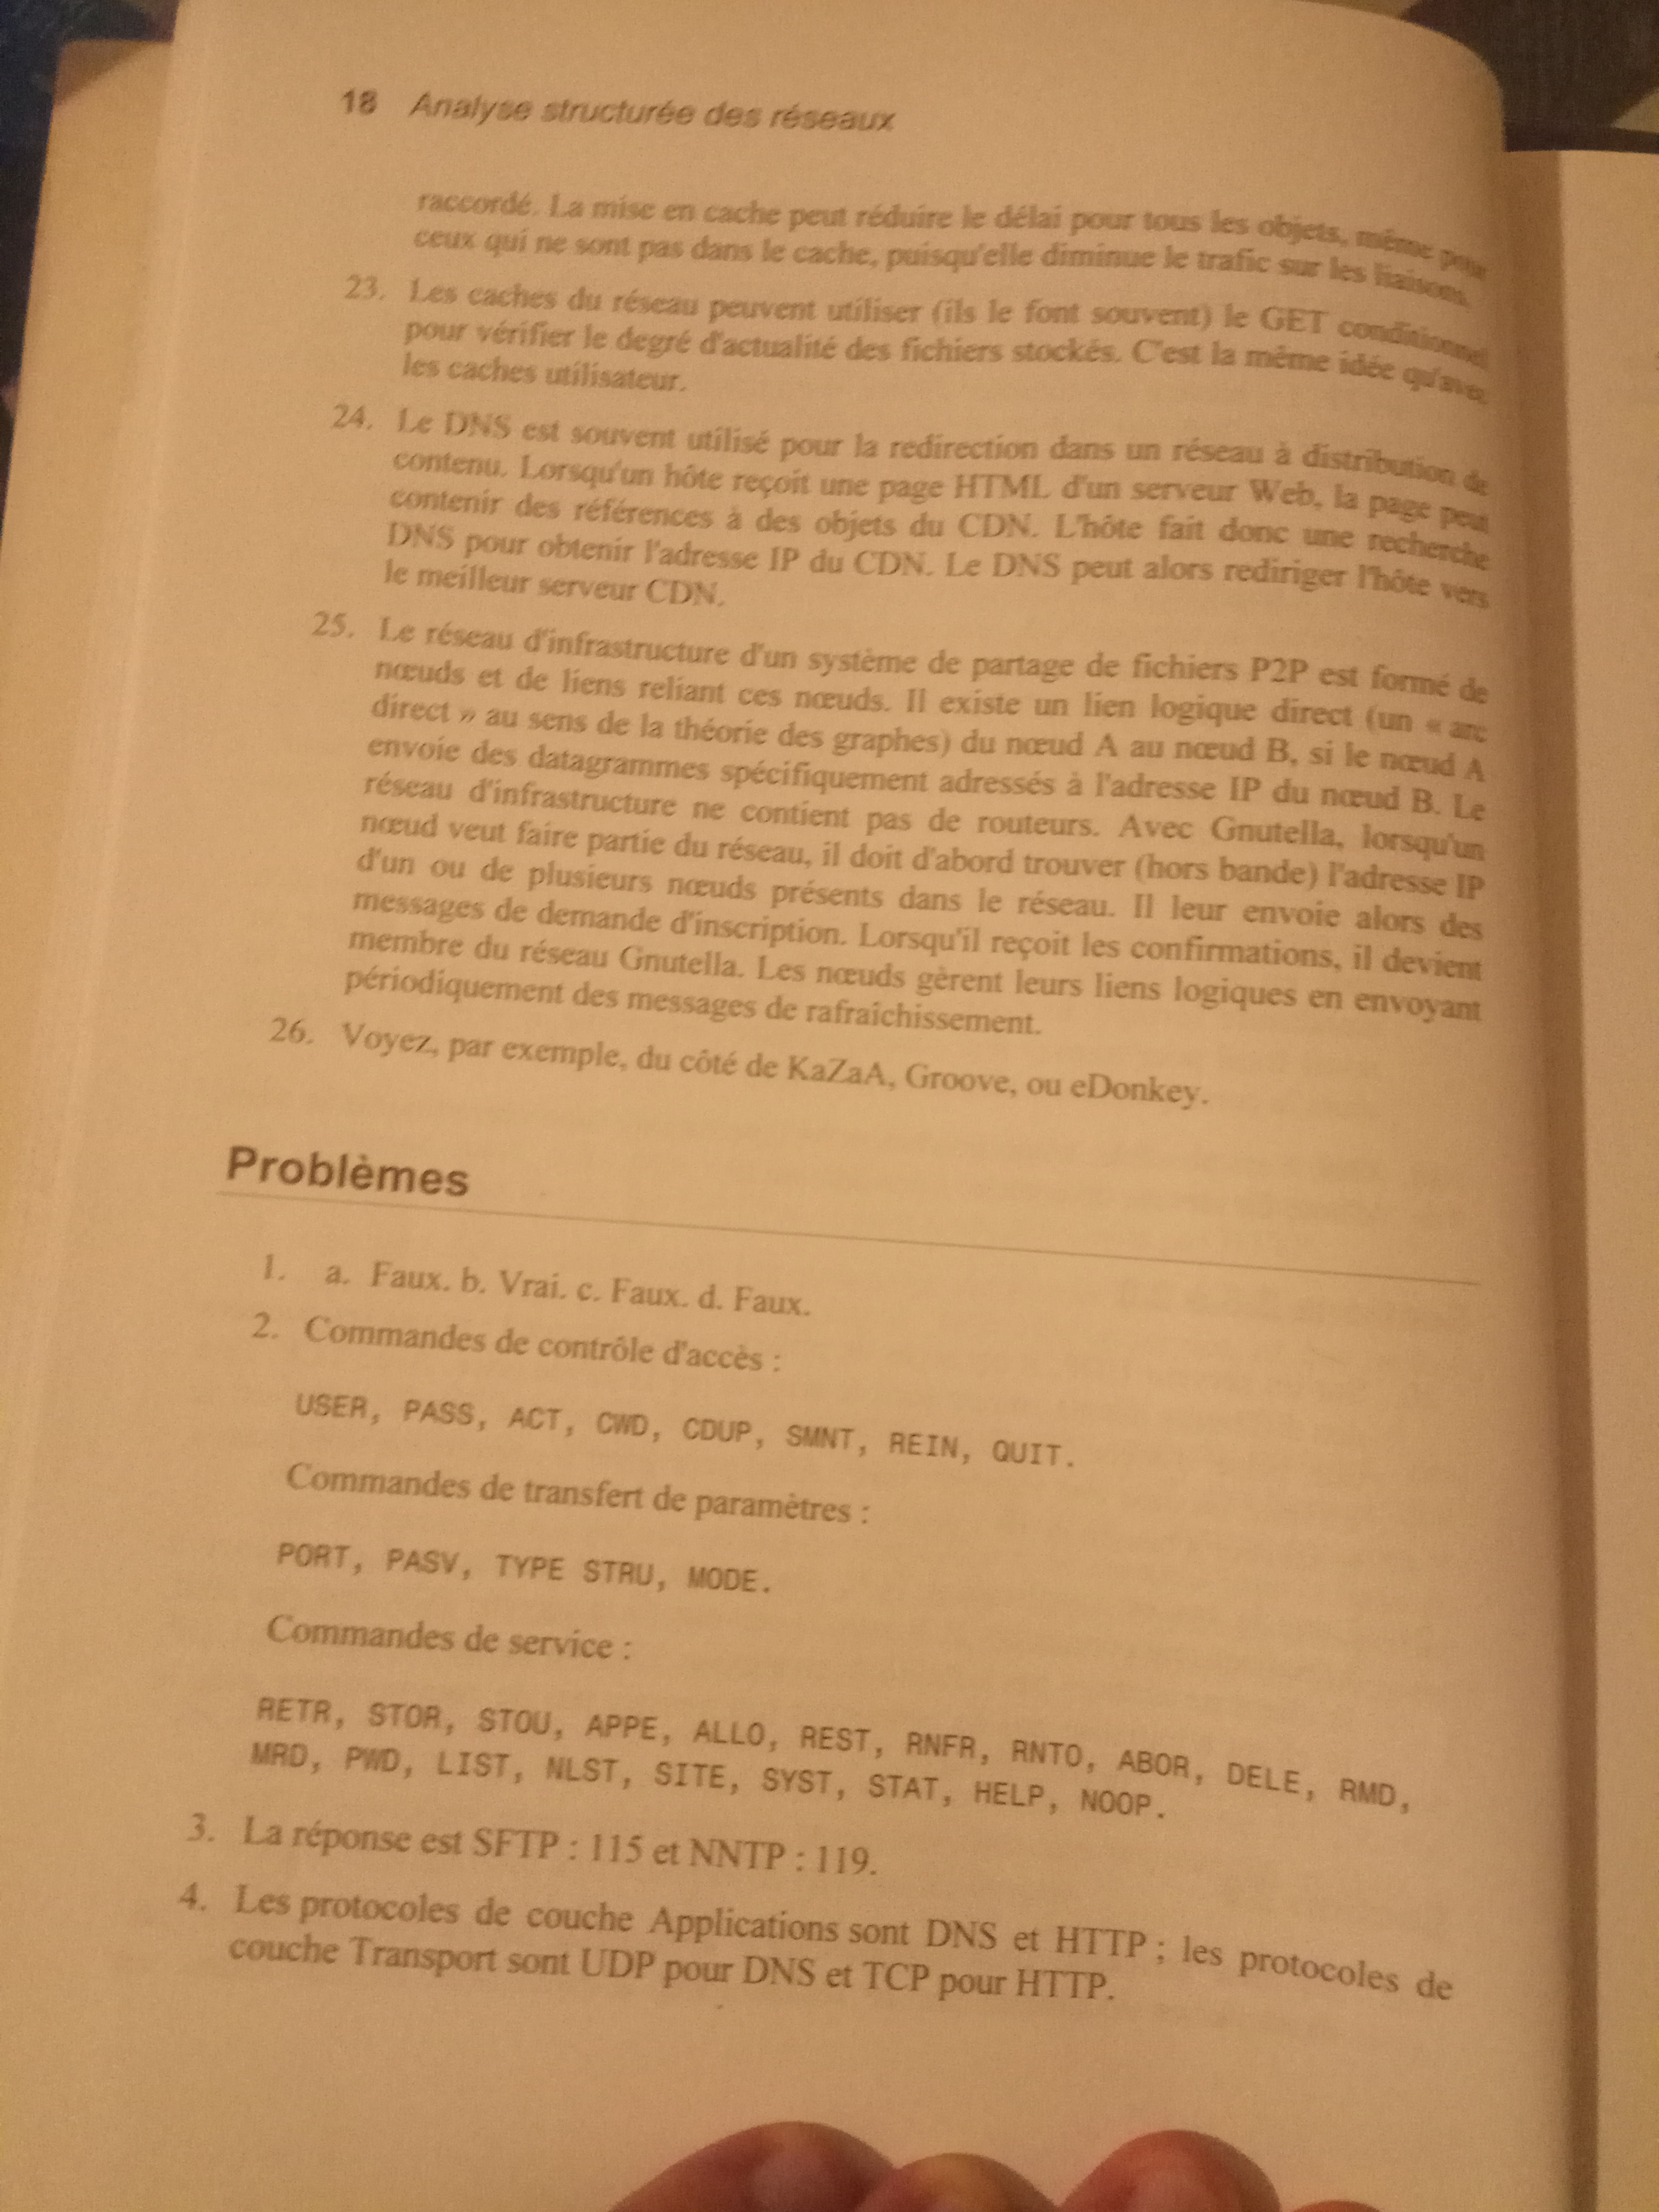 18 Analyse structurée des réseaux
raccordé. La mise en cache peut réduire le délai pour tous les objets, même pour
ceux qui ne sont pas dans le cache, puisqu'elle diminue le trafic sur les liaisons.
23. Les caches du réseau peuvent utiliser (ils le font souvent) le GET conditionnel
pour vérifier le degré d'actualité des fichiers stockés. C'est la même idée qu'avec
les caches utilisateur.
24. Le DNS est souvent utilisé pour la redirection dans un réseau à distribution de
contenu. Lorsqu'un hôte reçoit une page HTML d'un serveur Web, la page peut
contenir des références à des objets du CDN. L'hôte fait donc une recherche
DNS pour obtenir l'adresse IP du CDN. Le DNS peut alors rediriger l'hôte vers
le meilleur serveur CDN.
25. Le réseau d'infrastructure d'un système de partage de fichiers P2P est formé de
nœuds et de liens reliant ces nœuds. Il existe un lien logique direct (un « arc
direct » au sens de la théorie des graphes) du nœud A au nœud B, si le nœud A
envoie des datagrammes spécifiquement adressés à l'adresse IP du nœud B. Le
réseau d'infrastructure ne contient pas de routeurs. Avec Gnutella, lorsqu'un
nœud veut faire partie du réseau, il doit d'abord trouver (hors bande) l'adresse IP
d'un ou de plusieurs nœuds présents dans le réseau. Il leur envoie alors des
messages de demande d'inscription. Lorsqu'il reçoit les confirmations, il devient
membre du réseau Gnutella. Les nœuds gèrent leurs liens logiques en envoyant
périodiquement des messages de rafraîchissement.
26. Voyez, par exemple, du côté de KaZaA, Groove, ou eDonkey.
Problèmes
1. a. Faux. b. Vrai. c. Faux. d. Faux.
2. Commandes de contrôle d'accès :
USER, PASS, ACT, CWD, CDUP, SMNT, REIN, QUIT.
Commandes de transfert de paramètres :
PORT, PASV, TYPE STRU, MODE.
Commandes de service :
RETR, STOR, STOU, APPE, ALLO, REST, RNFR, RNTO, ABOR, DELE, RMD,
MRD, PWD, LIST, NLST, SITE, SYST, STAT, HELP, NOOP.
3. La réponse est SFTP : 115 et NNTP : 119.
4. Les protocoles de couche Applications sont DNS et HTTP ; les protocoles de
couche Transport sont UDP pour DNS et TCP pour HTTP.